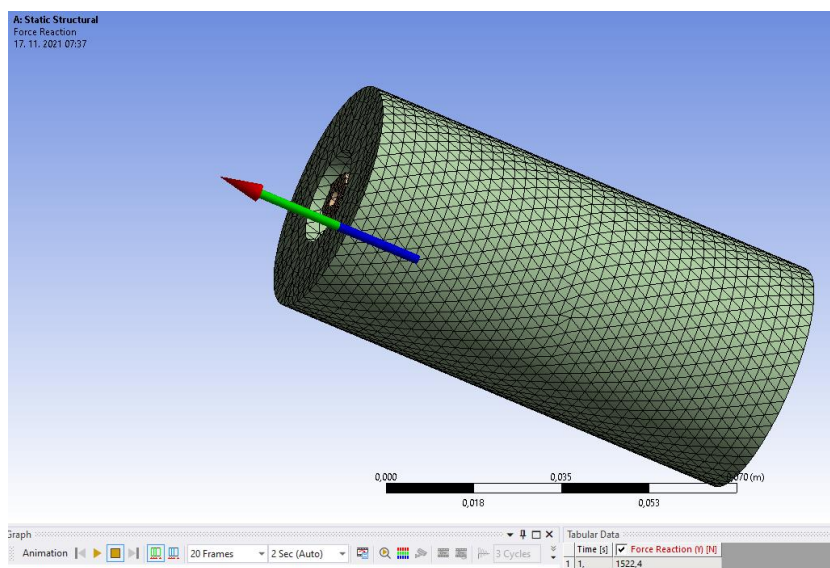 A: Static Structural
Force Reaction
17. 11. 2021 07:37
0,000 0,035 0,070 (m)
0,018 0,053
Graph
Animation 20 Frames 2 Sec (Auto) 3 Cycles
Tabular Data
Time [s] Force Reaction (Y) [N]
1 1, 1522,4